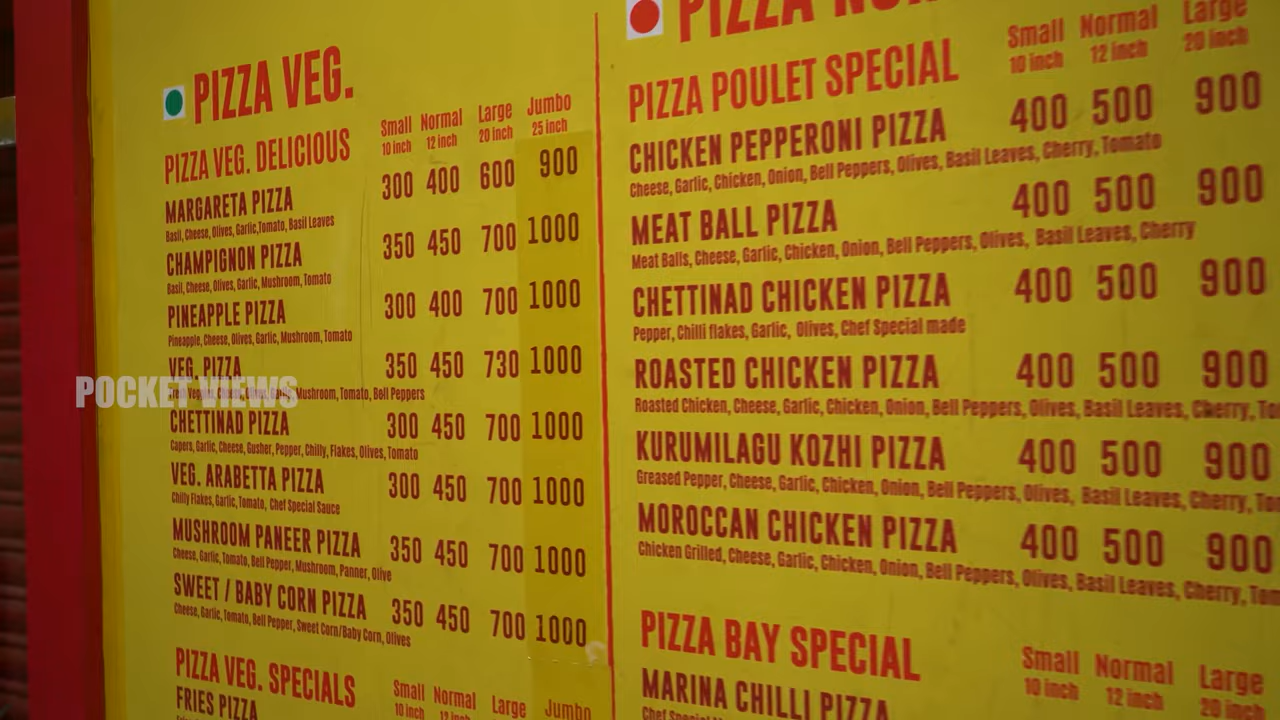 PIZZA VEG.
PIZZA VEG. DELICIOUS
Small Normal Large Jumbo
10 inch 12 inch 20 inch 25 inch
MARGARETA PIZZA 300 400 600 900
Basil, Cheese, Olives, Garlic,Tomato, Basil Leaves
CHAMPIGNON PIZZA 350 450 700 1000
Basil, Cheese, Olives, Garlic, Mushroom, Tomato
PINEAPPLE PIZZA 300 400 700 1000
Pineapple, Cheese, Olives, Garlic, Mushroom, Tomato
VEG. PIZZA 350 450 730 1000
Mushroom, Tomato, Bell Peppers
CHETTINAD PIZZA 300 450 700 1000
Capers, Garlic, Cheese, Gusher, Pepper, Chilly, Flakes, Olives, Tomato
VEG. ARABETTA PIZZA 300 450 700 1000
Chilly Flakes, Garlic, Tomato, Chef Special Sauce
MUSHROOM PANEER PIZZA 350 450 700 1000
Cheese, Garlic, Tomato, Bell Pepper, Mushroom, Panner, Olive
SWEET / BABY CORN PIZZA 350 450 700 1000
Cheese, Garlic, Tomato, Bell Pepper, Sweet Corn/Baby Corn, Olives
PIZZA VEG. SPECIALS
Small Normal Large Jumbo
10 inch 12 inch
FRIES PIZZA
PIZZA
PIZZA POULET SPECIAL
Small Normal Large
10 inch 12 inch 20 inch
CHICKEN PEPPERONI PIZZA 400 500 900
Cheese, Garlic, Chicken, Onion, Bell Peppers, Olives, Basil Leaves, Cherry, Tomato
MEAT BALL PIZZA 400 500 900
Meat Balls, Cheese, Garlic, Chicken, Onion, Bell Peppers, Olives, Basil Leaves, Cherry
CHETTINAD CHICKEN PIZZA 400 500 900
Pepper, Chilli flakes, Garlic, Olives, Chef Special made
ROASTED CHICKEN PIZZA 400 500 900
Roasted Chicken, Cheese, Garlic, Chicken, Onion, Bell Peppers, Olives, Basil Leaves, Cherry, To
KURUMILAGU KOZHI PIZZA 400 500 900
Greased Pepper, Cheese, Garlic, Chicken, Onion, Bell Peppers, Olives, Basil Leaves, Cherry, Tom
MOROCCAN CHICKEN PIZZA 400 500 900
Chicken Grilled, Cheese, Garlic, Chicken, Onion, Bell Peppers, Olives, Basil Leaves, Cherry, Tom
PIZZA BAY SPECIAL
Small Normal Large
10 inch 12 inch 20 inch
MARINA CHILLI PIZZA
Chef Special
POCKET VIEWS